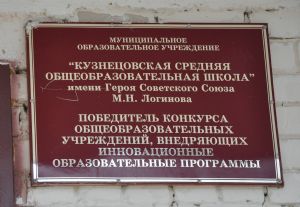 МУНИЦИПАЛЬНОЕ
ОБРАЗОВАТЕЛЬНОЕ УЧРЕЖДЕНИЕ
"КУЗНЕЦОВСКАЯ СРЕДНЯЯ
ОБЩЕОБРАЗОВАТЕЛЬНАЯ ШКОЛА"
имени Героя Советского Союза
М.Н. Логинова
ПОБЕДИТЕЛЬ КОНКУРСА
ОБЩЕОБРАЗОВАТЕЛЬНЫХ
УЧРЕЖДЕНИЙ, ВНЕДРЯЮЩИХ
ИННОВАЦИОННЫЕ
ОБРАЗОВАТЕЛЬНЫЕ ПРОГРАММЫ